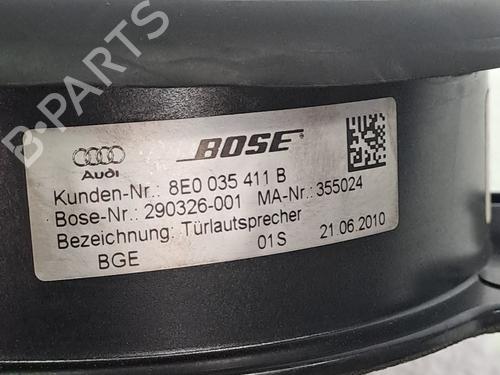 BOSE
Audi
Kunden-Nr.: 8E0 035 411 B
Bose-Nr.: 290326-001 MA-Nr.: 355024
Bezeichnung: Türlautsprecher
BGE 01S 21.06.2010
B-PARTS